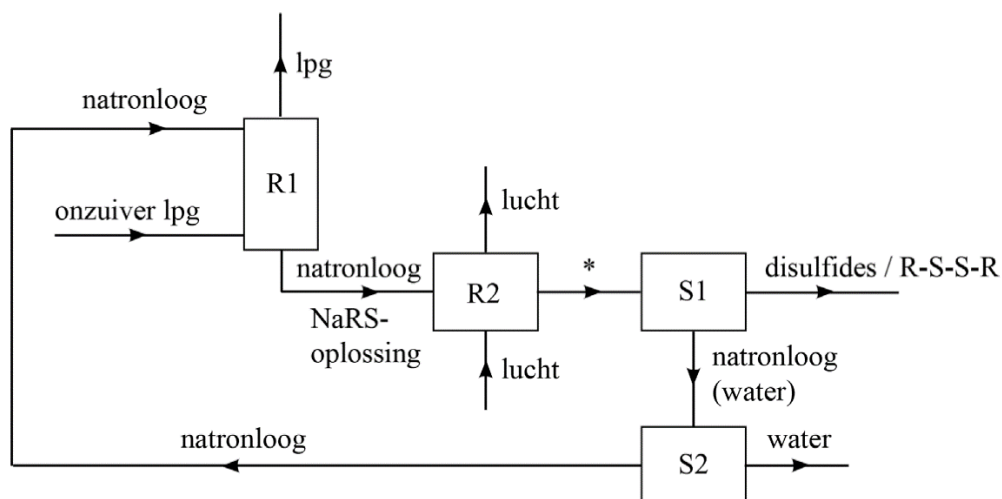 lpg
natronloog
R1
onzuiver lpg
lucht
natronloog
NaRS-
oplossing
R2
*
S1
disulfides / R-S-S-R
lucht
natronloog
(water)
natronloog
S2
water